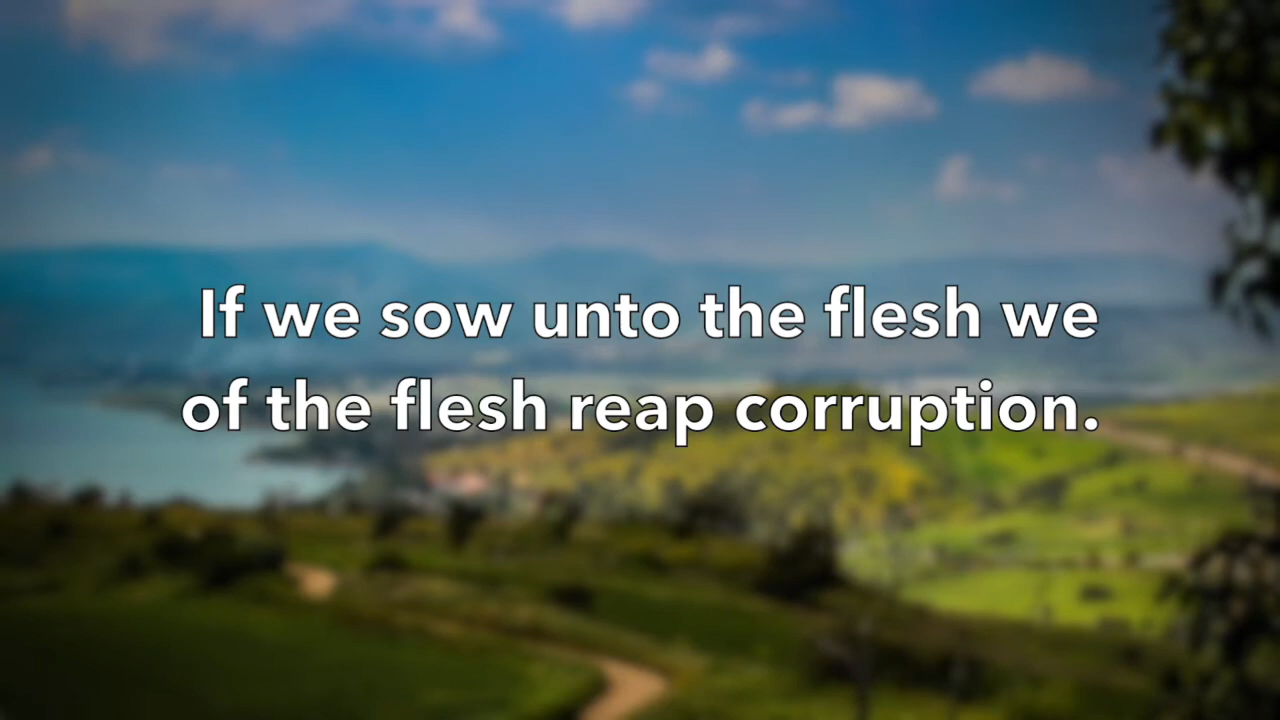 If we sow unto the flesh we
of the flesh reap corruption.